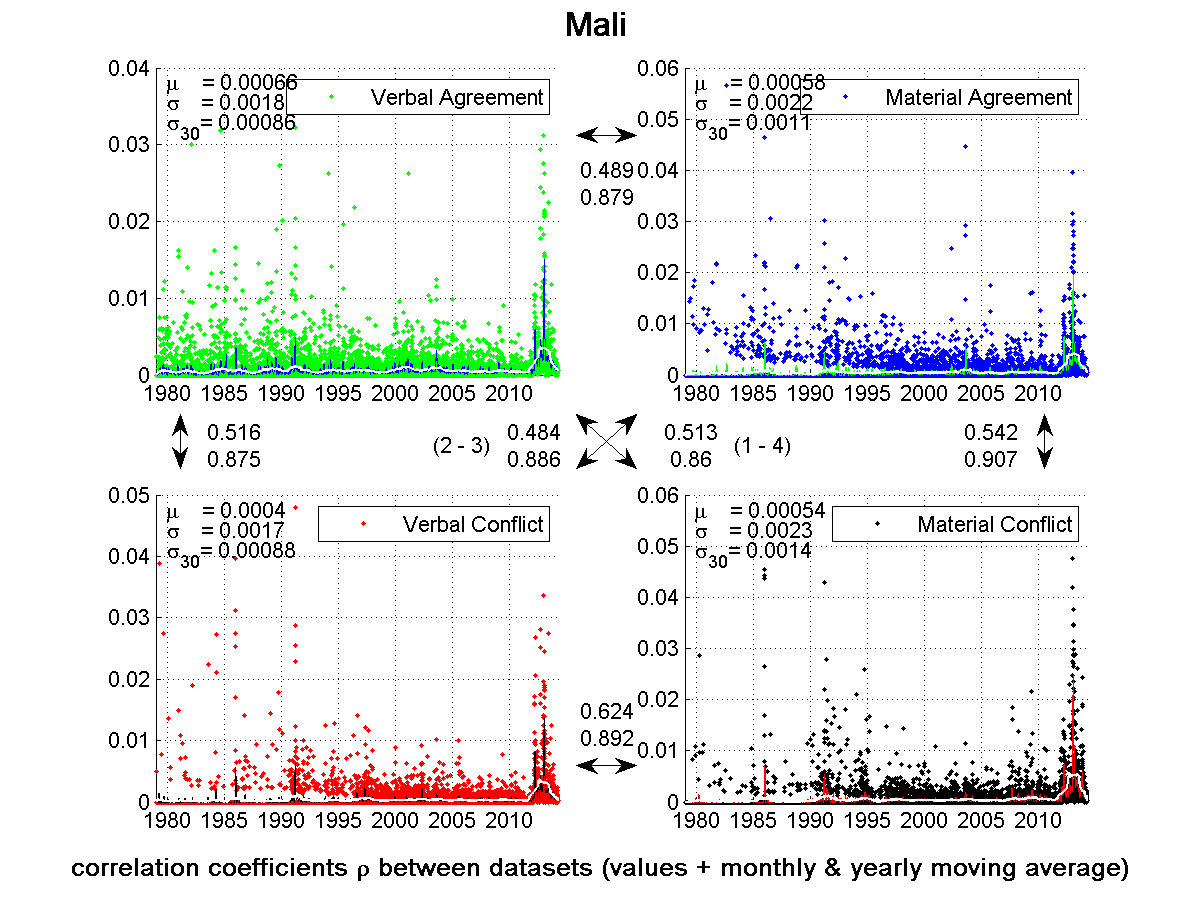 Mali
0.04
0.03
0.02
0.01
0
μ = 0.00066
σ = 0.0018
σ30 = 0.00086
Verbal Agreement
1980 1985 1990 1995 2000 2005 2010
0.489
0.879
0.06
0.05
0.04
0.03
0.02
0.01
0
μ = 0.00058
σ = 0.0022
σ30 = 0.0011
Material Agreement
1980 1985 1990 1995 2000 2005 2010
0.516
0.875
(2 - 3)
0.484
0.886
0.513
0.86
(1 - 4)
0.542
0.907
0.05
0.04
0.03
0.02
0.01
0
μ = 0.0004
σ = 0.0017
σ30 = 0.00088
Verbal Conflict
1980 1985 1990 1995 2000 2005 2010
0.624
0.892
0.06
0.05
0.04
0.03
0.02
0.01
0
μ = 0.00054
σ = 0.0023
σ30 = 0.0014
Material Conflict
1980 1985 1990 1995 2000 2005 2010
correlation coefficients ρ between datasets (values + monthly & yearly moving average)